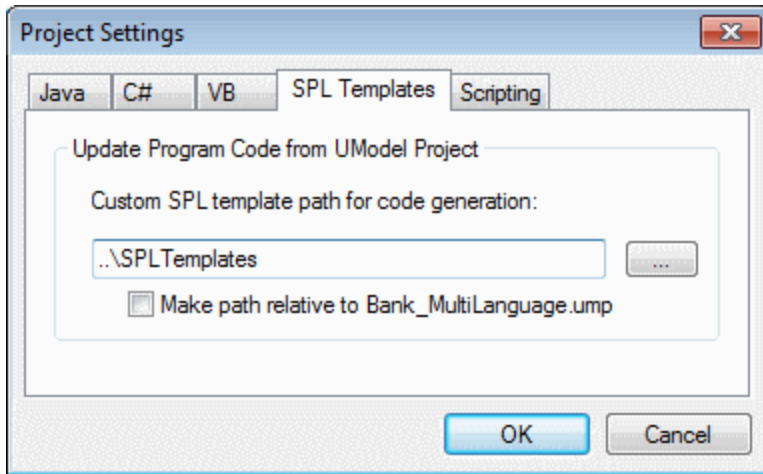 Project Settings
Java C# VB SPL Templates Scripting
Update Program Code from UModel Project
Custom SPL template path for code generation:
..\SPLTemplates ...
Make path relative to Bank_MultiLanguage.ump
OK Cancel